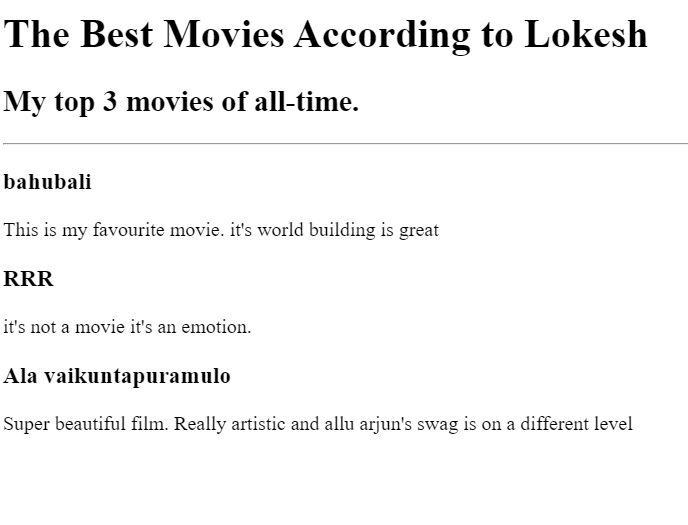 The Best Movies According to Lokesh
My top 3 movies of all-time.
bahubali
This is my favourite movie. it's world building is great
RRR
it's not a movie it's an emotion.
Ala vaikuntapuramulo
Super beautiful film. Really artistic and allu arjun's swag is on a different level